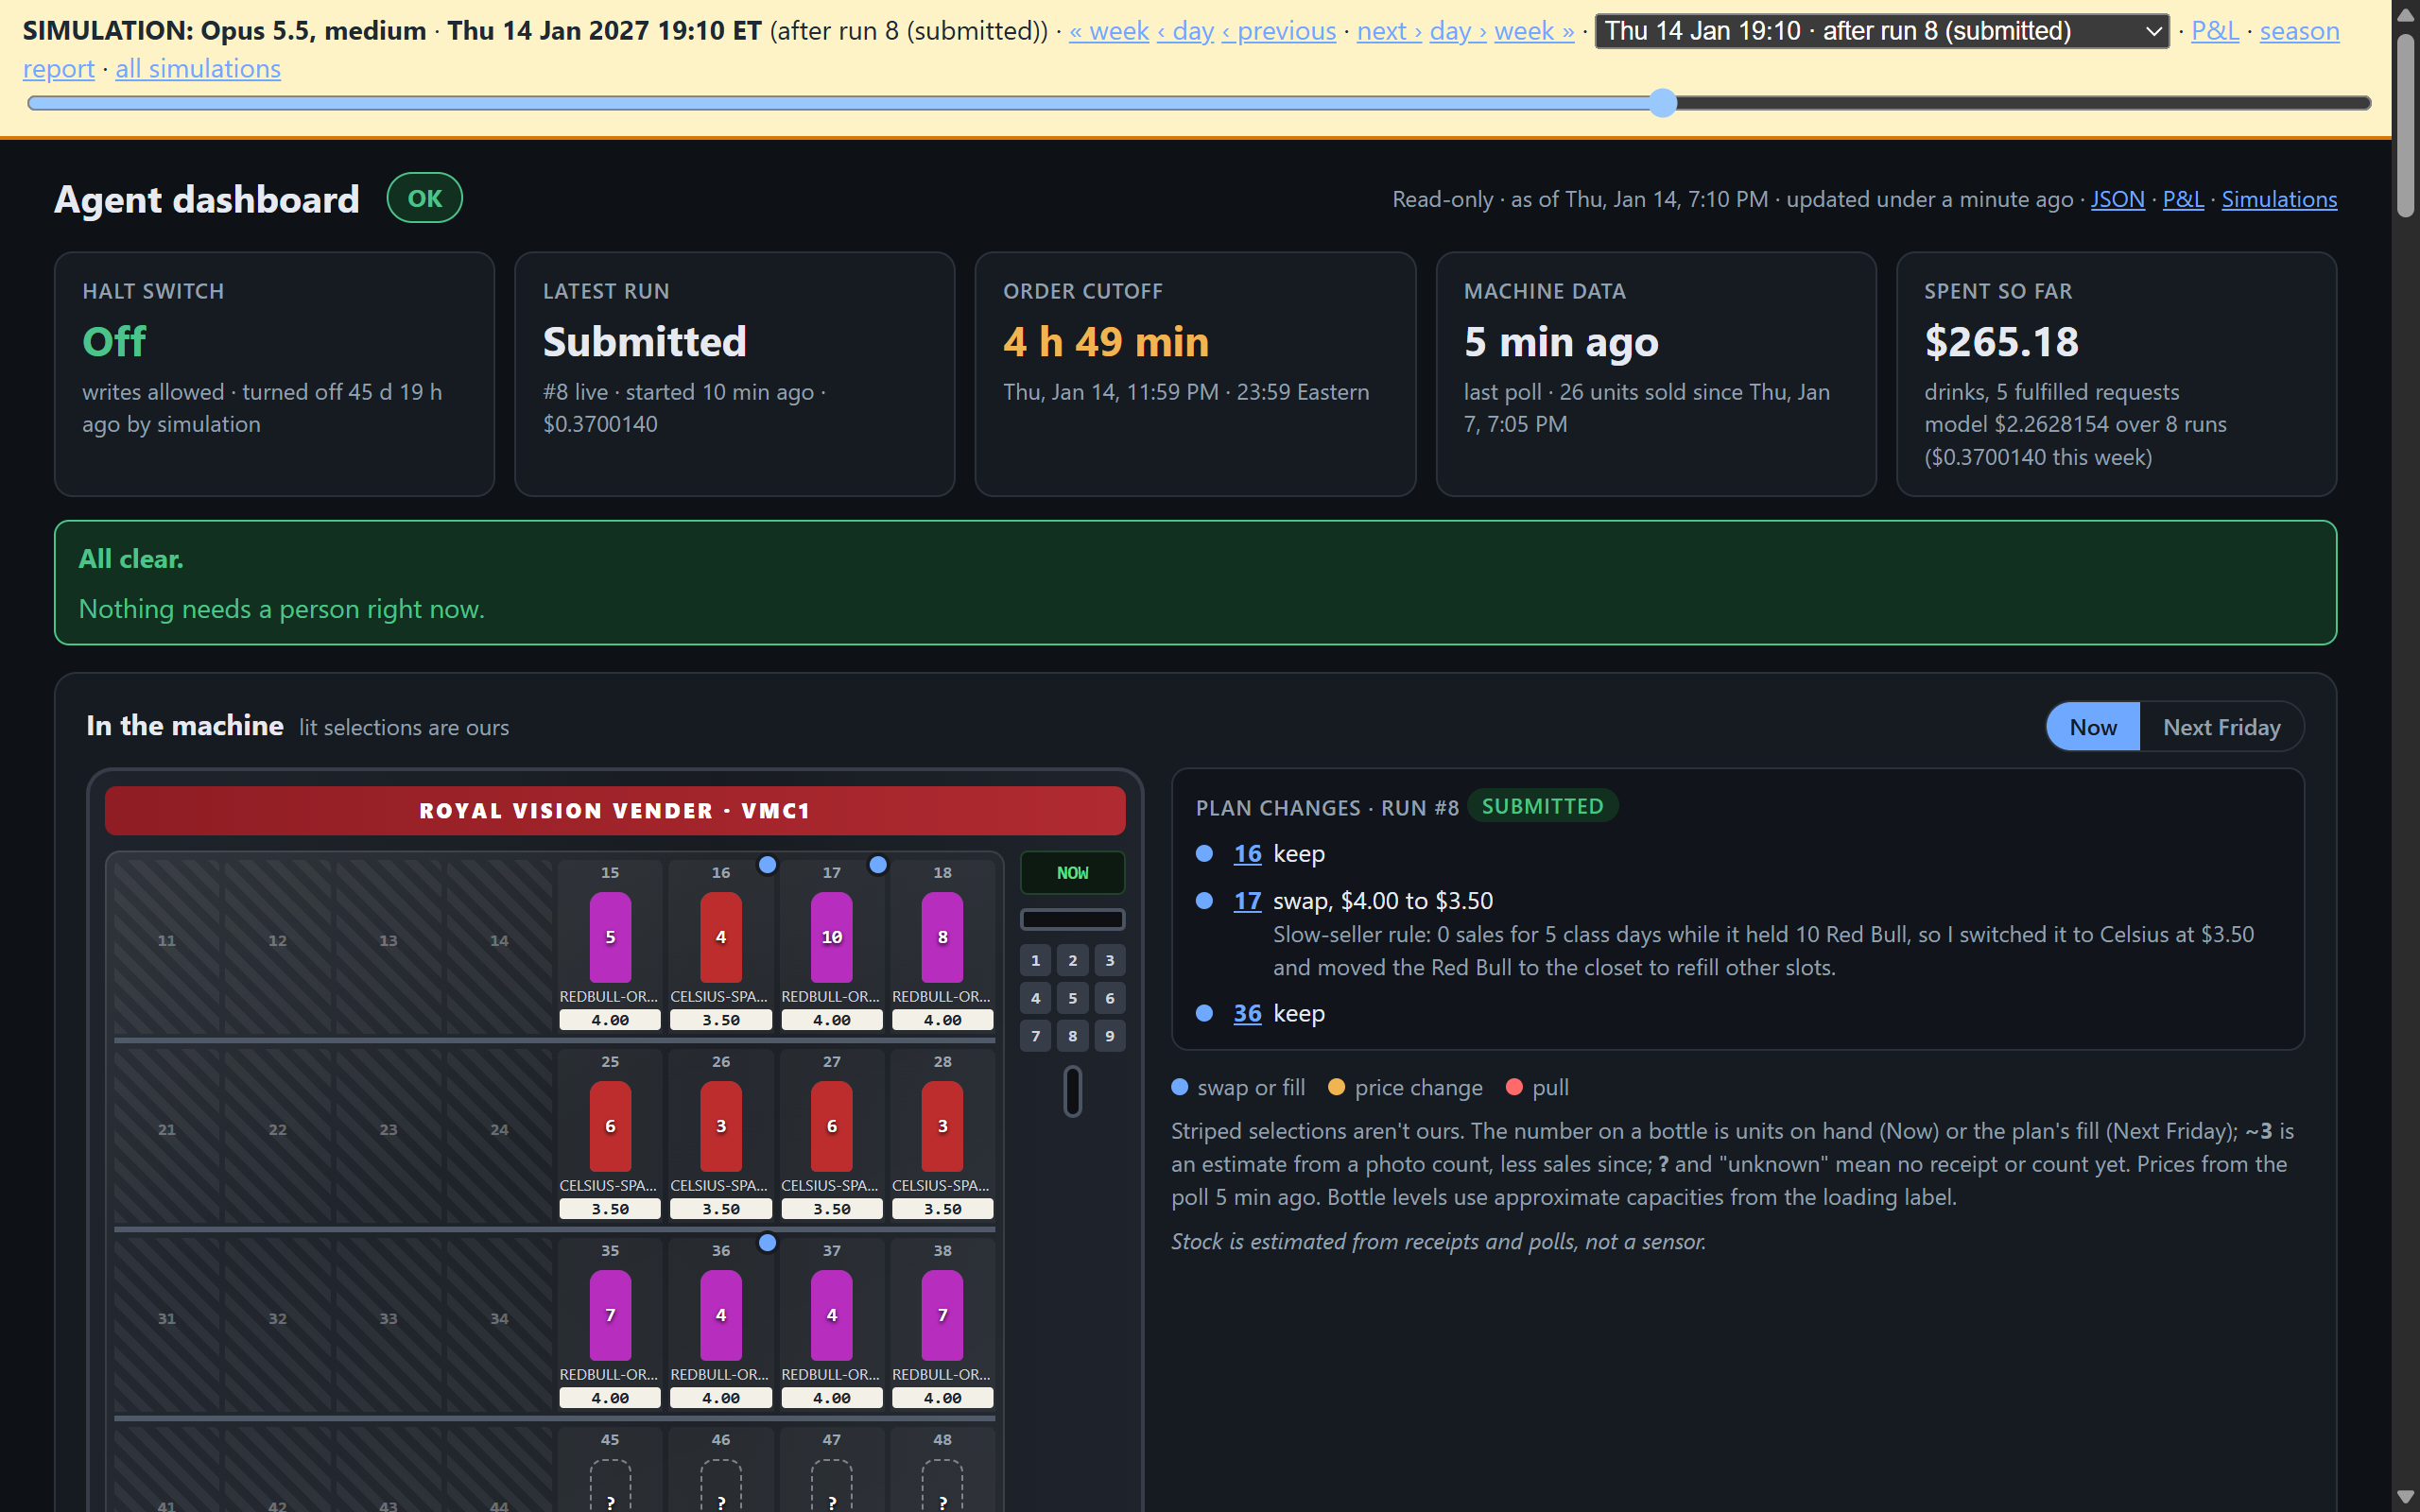 SIMULATION: Opus 5.5, medium · Thu 14 Jan 2027 19:10 ET (after run 8 (submitted)) · « week ‹ day ‹ previous · next › day › week » · Thu 14 Jan 19:10 · after run 8 (submitted) · P&L · season
report · all simulations
Agent dashboard OK
Read-only · as of Thu, Jan 14, 7:10 PM · updated under a minute ago · JSON · P&L · Simulations
HALT SWITCH
Off
writes allowed · turned off 45 d 19 h
ago by simulation
LATEST RUN
Submitted
#8 live · started 10 min ago ·
$0.3700140
ORDER CUTOFF
4 h 49 min
Thu, Jan 14, 11:59 PM · 23:59 Eastern
MACHINE DATA
5 min ago
last poll · 26 units sold since Thu, Jan
7, 7:05 PM
SPENT SO FAR
$265.18
drinks, 5 fulfilled requests
model $2.2628154 over 8 runs
($0.3700140 this week)
All clear.
Nothing needs a person right now.
In the machine lit selections are ours
Now Next Friday
ROYAL VISION VENDER · VMC1
11 12 13 14 15 16 17 18
5 4 10 8
REDBULL-OR... CELSIUS-SPA... REDBULL-OR... REDBULL-OR...
4.00 3.50 4.00 4.00
21 22 23 24 25 26 27 28
6 3 6 3
CELSIUS-SPA... CELSIUS-SPA... CELSIUS-SPA... CELSIUS-SPA...
3.50 3.50 3.50 3.50
31 32 33 34 35 36 37 38
7 4 4 7
REDBULL-OR... REDBULL-OR... REDBULL-OR... REDBULL-OR...
4.00 4.00 4.00 4.00
41 42 43 44 45 46 47 48
? ? ? ?
NOW
1 2 3
4 5 6
7 8 9
PLAN CHANGES · RUN #8 SUBMITTED
16 keep
17 swap, $4.00 to $3.50
Slow-seller rule: 0 sales for 5 class days while it held 10 Red Bull, so I switched it to Celsius at $3.50
and moved the Red Bull to the closet to refill other slots.
36 keep
swap or fill price change pull
Striped selections aren't ours. The number on a bottle is units on hand (Now) or the plan's fill (Next Friday); ~3 is
an estimate from a photo count, less sales since; ? and "unknown" mean no receipt or count yet. Prices from the
poll 5 min ago. Bottle levels use approximate capacities from the loading label.
Stock is estimated from receipts and polls, not a sensor.